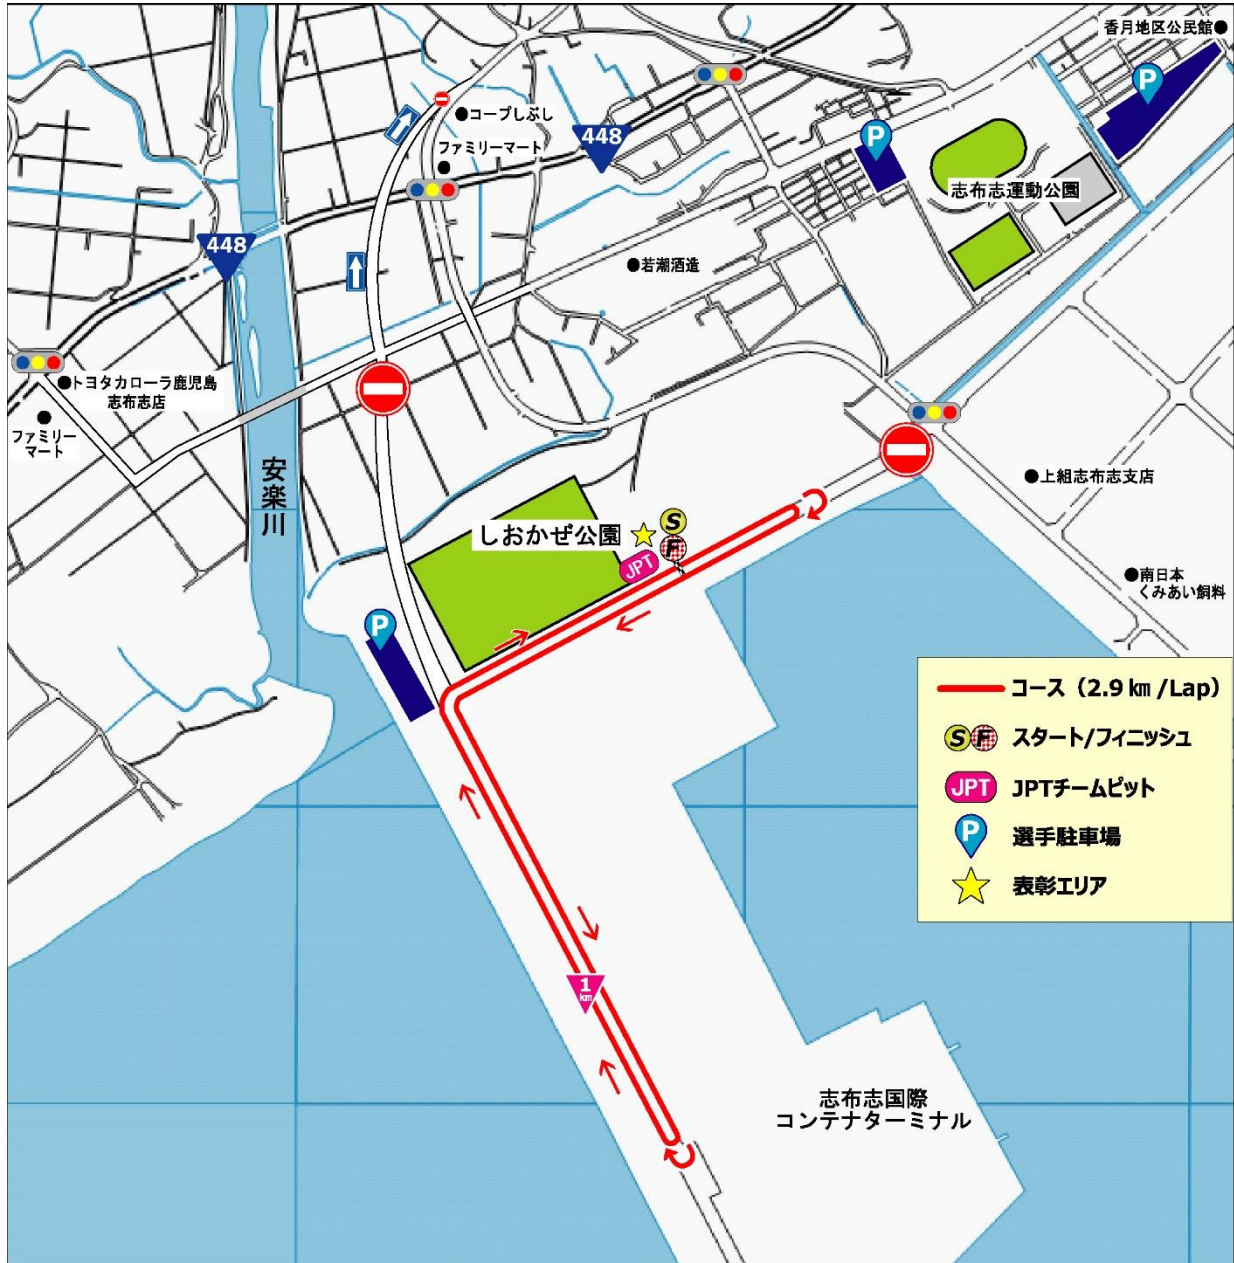 香月地区公民館
P
コープしぶし
ファミリーマート
448
P
志布志運動公園
448
若潮酒造
トヨタカローラ鹿児島
志布志店
ファミリー
マート
安楽川
上組志布志支店
しおかぜ公園
S
F
JPT
南日本
くみあい飼料
P
コース（2.9㎞/Lap）
SF スタート/フィニッシュ
JPT JPTチームピット
P 選手駐車場
表彰エリア
1
km
志布志国際
コンテナターミナル